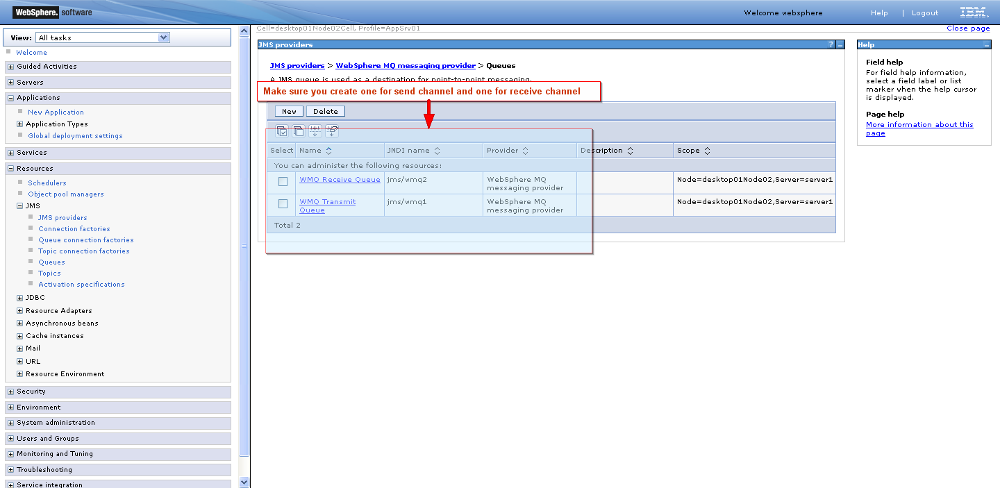 WebSphere. software
Welcome websphere
Help | Logout
IBM.
View: All tasks
Welcome
Guided Activities
Servers
Applications
New Application
Application Types
Global deployment settings
Services
Resources
Schedulers
Object pool managers
JMS
JMS providers
Connection factories
Queue connection factories
Topic connection factories
Queues
Topics
Activation specifications
JDBC
Resource Adapters
Asynchronous beans
Cache instances
Mail
URL
Resource Environment
Security
Environment
System administration
Users and Groups
Monitoring and Tuning
Troubleshooting
Service integration
Cell=desktop01Node02Cell, Profile=AppSrv01
Close page
JMS providers
?
JMS providers > WebSphere MQ messaging provider > Queues
A JMS queue is used as a destination for point-to-point messaging.
Make sure you create one for send channel and one for receive channel
New Delete
Select Name JNDI name Provider Description Scope
You can administer the following resources:
WMQ Receive Queue jms/wmq2 WebSphere MQ messaging provider Node=desktop01Node02,Server=server1
WMQ Transmit Queue jms/wmq1 WebSphere MQ messaging provider Node=desktop01Node02,Server=server1
Total 2
Help
Field help
For field help information,
select a field label or list
marker when the help cursor
is displayed.
Page help
More information about this
page